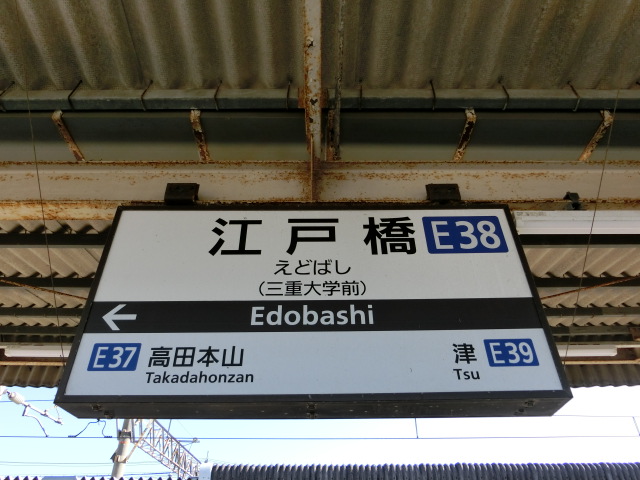 江戸橋 E38
えどばし
(三重大学前)
← Edobashi
E37 高田本山 津 E39
Takadahonzan Tsu